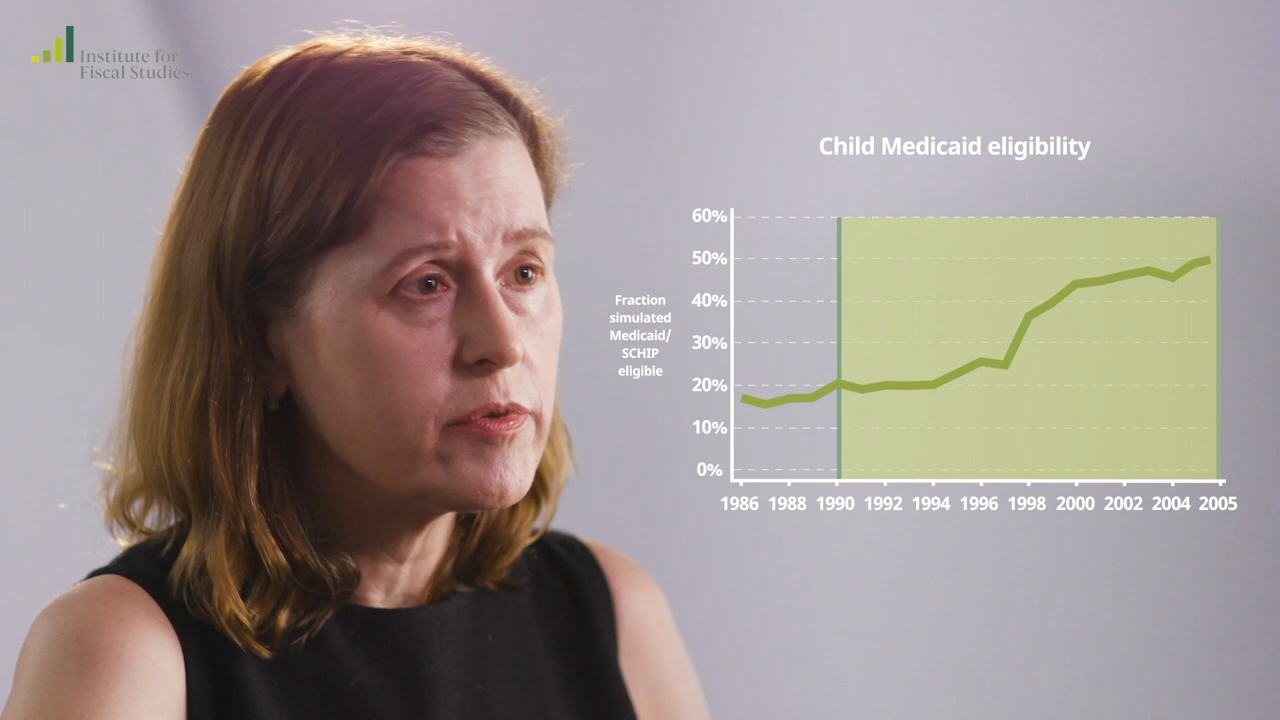 Institute for
Fiscal Studies
Child Medicaid eligibility
60%
50%
40%
30%
20%
10%
0%
Fraction
simulated
Medicaid/
SCHIP
eligible
1986 1988 1990 1992 1994 1996 1998 2000 2002 2004 2005